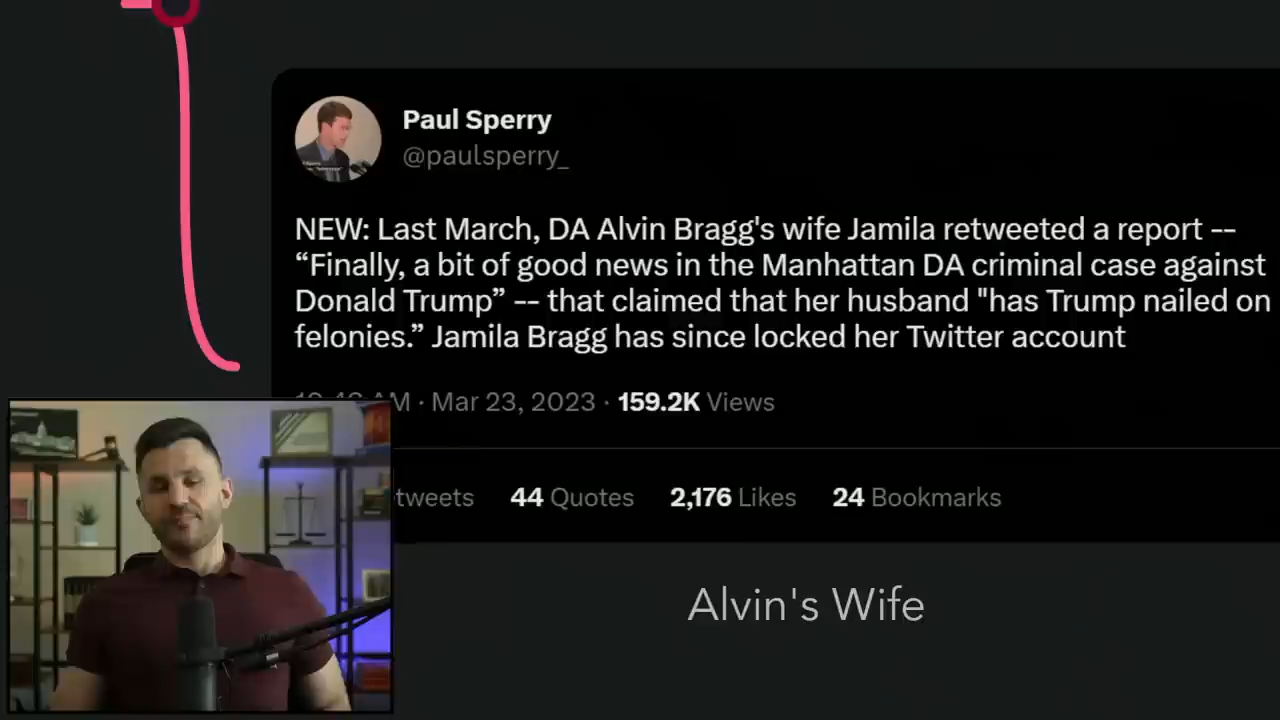 Paul Sperry
@paulsperry_
NEW: Last March, DA Alvin Bragg's wife Jamila retweeted a report --
“Finally, a bit of good news in the Manhattan DA criminal case against
Donald Trump” -- that claimed that her husband "has Trump nailed on
felonies.” Jamila Bragg has since locked her Twitter account
AM · Mar 23, 2023 · 159.2K Views
44 Quotes 2,176 Likes 24 Bookmarks
Alvin's Wife